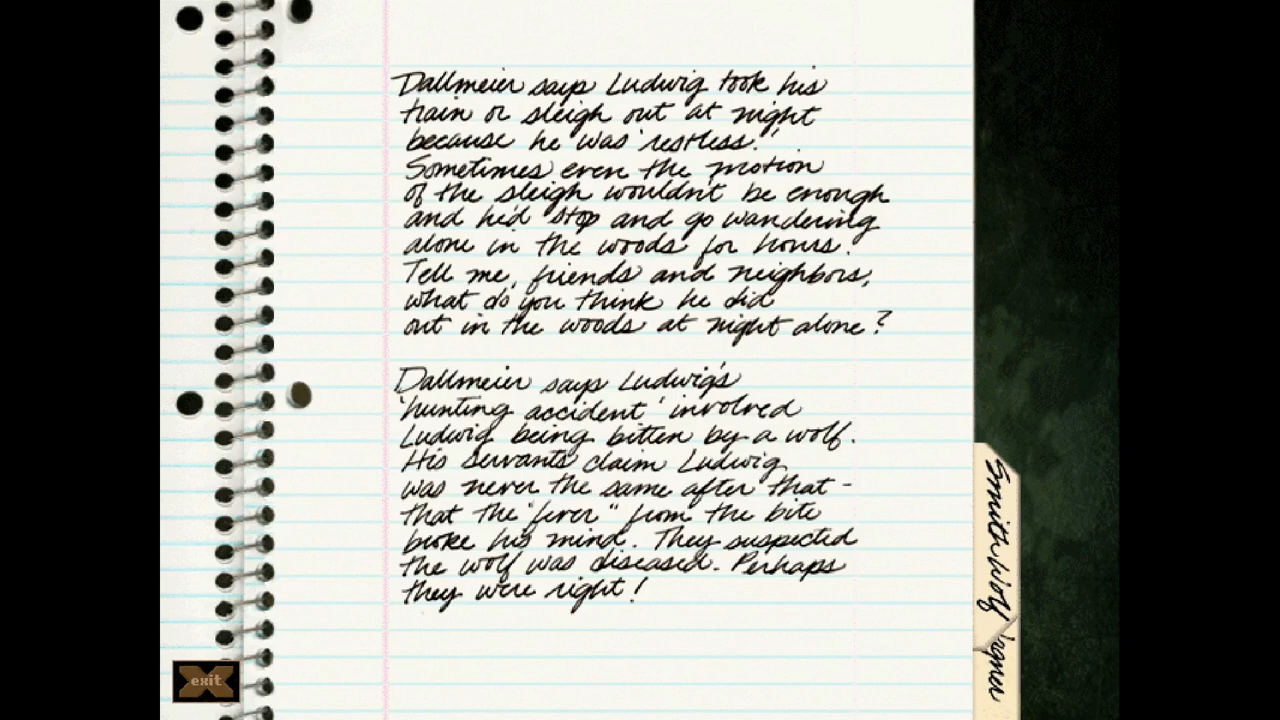 Dallmeier says Ludwig took his
train or sleigh out at night
because he was 'restless.'
Sometimes even the motion
of the sleigh wouldn't be enough
and he'd stop and go wandering
alone in the woods for hours.
Tell me, friends and neighbors,
what do you think he did
out in the woods at night alone?
Dallmeier says Ludwig's
'hunting accident' involved
Ludwig being bitten by a wolf.
His servants claim Ludwig
was never the same after that -
that the "fever" from the bite
broke his mind. They suspected
the wolf was diseased. Perhaps
they were right!
Smith/Wolf
exit